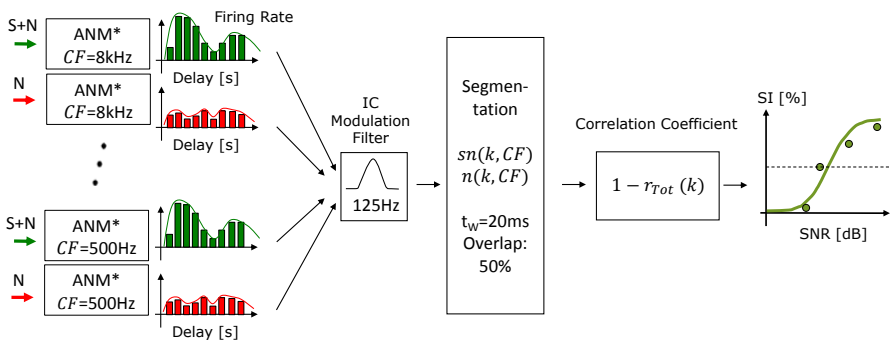 S+N
ANM*
CF=8kHz
Firing Rate
Delay [s]
N
ANM*
CF=8kHz
S+N
ANM*
CF=500Hz
N
ANM*
CF=500Hz
Delay [s]
IC
Modulation
Filter
125Hz
Segmen-
tation
sn(k, CF)
n(k, CF)
tw=20ms
Overlap:
50%
Correlation Coefficient
1 − rTot (k)
SI [%]
SNR [dB]